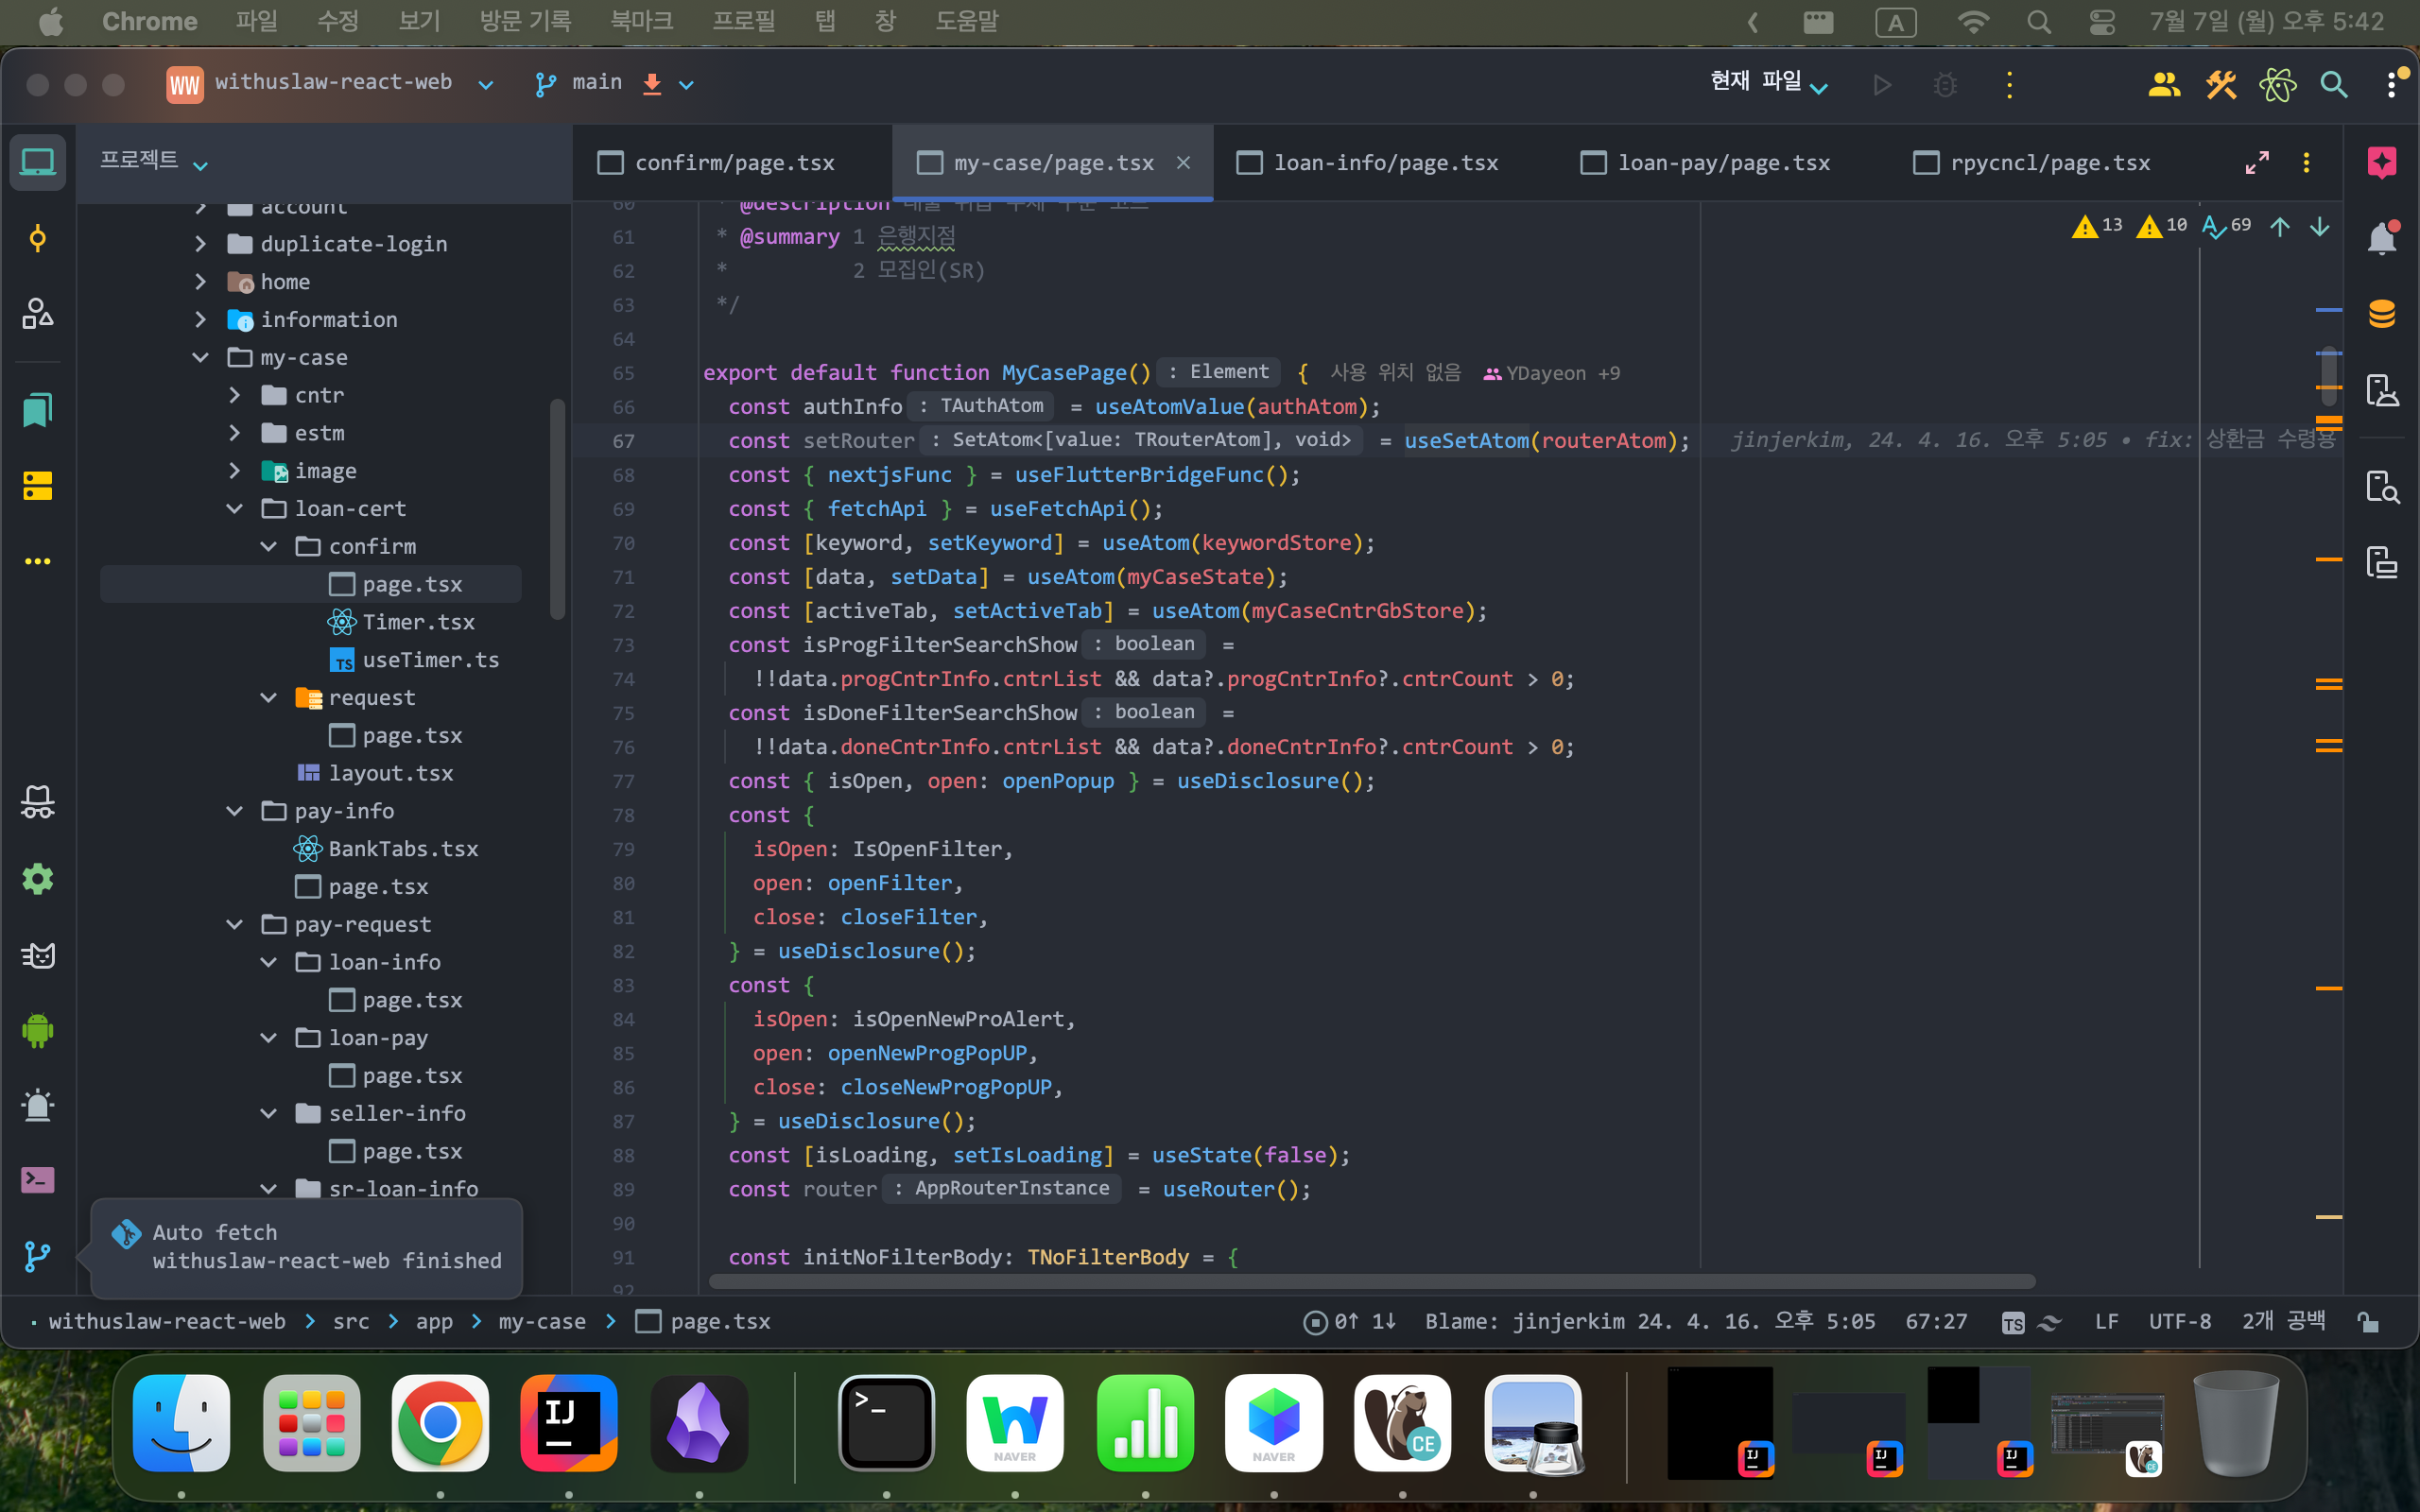 Chrome 파일 수정 보기 방문 기록 북마크 프로필 탭 창 도움말 A 7월 7일 (월) 오후 5:42
WW withuslaw-react-web main 현재 파일
프로젝트
confirm/page.tsx my-case/page.tsx loan-info/page.tsx loan-pay/page.tsx rpycncl/page.tsx
account
duplicate-login
home
information
my-case
cntr
estm
image
loan-cert
confirm
page.tsx
Timer.tsx
TS useTimer.ts
request
page.tsx
layout.tsx
pay-info
BankTabs.tsx
page.tsx
pay-request
loan-info
page.tsx
loan-pay
page.tsx
seller-info
page.tsx
sr-loan-info
Auto fetch
withuslaw-react-web finished
13 10 69
60 * @description
61 * @summary 1 은행지점
62 * 2 모집인(SR)
63 */
64
65 export default function MyCasePage() : Element { 사용 위치 없음 YDayeon +9
66 const authInfo : TAuthAtom = useAtomValue(authAtom);
67 const setRouter : SetAtom<[value: TRouterAtom], void> = useSetAtom(routerAtom); jinjerkim, 24. 4. 16. 오후 5:05 • fix: 상환금 수령용
68 const { nextjsFunc } = useFlutterBridgeFunc();
69 const { fetchApi } = useFetchApi();
70 const [keyword, setKeyword] = useAtom(keywordStore);
71 const [data, setData] = useAtom(myCaseState);
72 const [activeTab, setActiveTab] = useAtom(myCaseCntrGbStore);
73 const isProgFilterSearchShow : boolean =
74 !!data.progCntrInfo.cntrList && data?.progCntrInfo?.cntrCount > 0;
75 const isDoneFilterSearchShow : boolean =
76 !!data.doneCntrInfo.cntrList && data?.doneCntrInfo?.cntrCount > 0;
77 const { isOpen, open: openPopup } = useDisclosure();
78 const {
79 isOpen: IsOpenFilter,
80 open: openFilter,
81 close: closeFilter,
82 } = useDisclosure();
83 const {
84 isOpen: isOpenNewProAlert,
85 open: openNewProgPopUP,
86 close: closeNewProgPopUP,
87 } = useDisclosure();
88 const [isLoading, setIsLoading] = useState(false);
89 const router : AppRouterInstance = useRouter();
90
91 const initNoFilterBody: TNoFilterBody = {
92
withuslaw-react-web > src > app > my-case > page.tsx 0↑ 1↓ Blame: jinjerkim 24. 4. 16. 오후 5:05 67:27 TS LF UTF-8 2개 공백
IJ >_ NAVER NAVER CE IJ IJ IJ